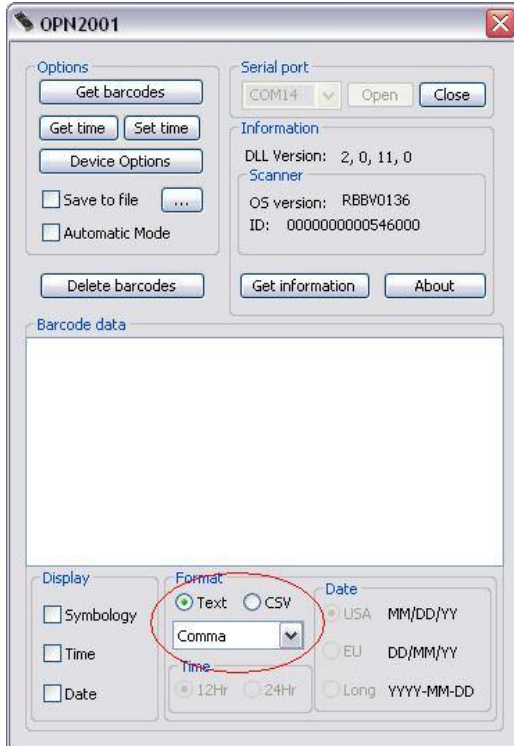 OPN2001
Options
Get barcodes
Get time Set time
Device Options
Save to file ...
Automatic Mode
Delete barcodes
Serial port
COM14 Open Close
Information
DLL Version: 2, 0, 11, 0
Scanner
OS version: RBBV0136
ID: 0000000000546000
Get information About
Barcode data
Display
Symbology
Time
Date
Format
Text CSV
Comma
Time
12Hr 24Hr
Date
USA MM/DD/YY
EU DD/MM/YY
Long YYYY-MM-DD